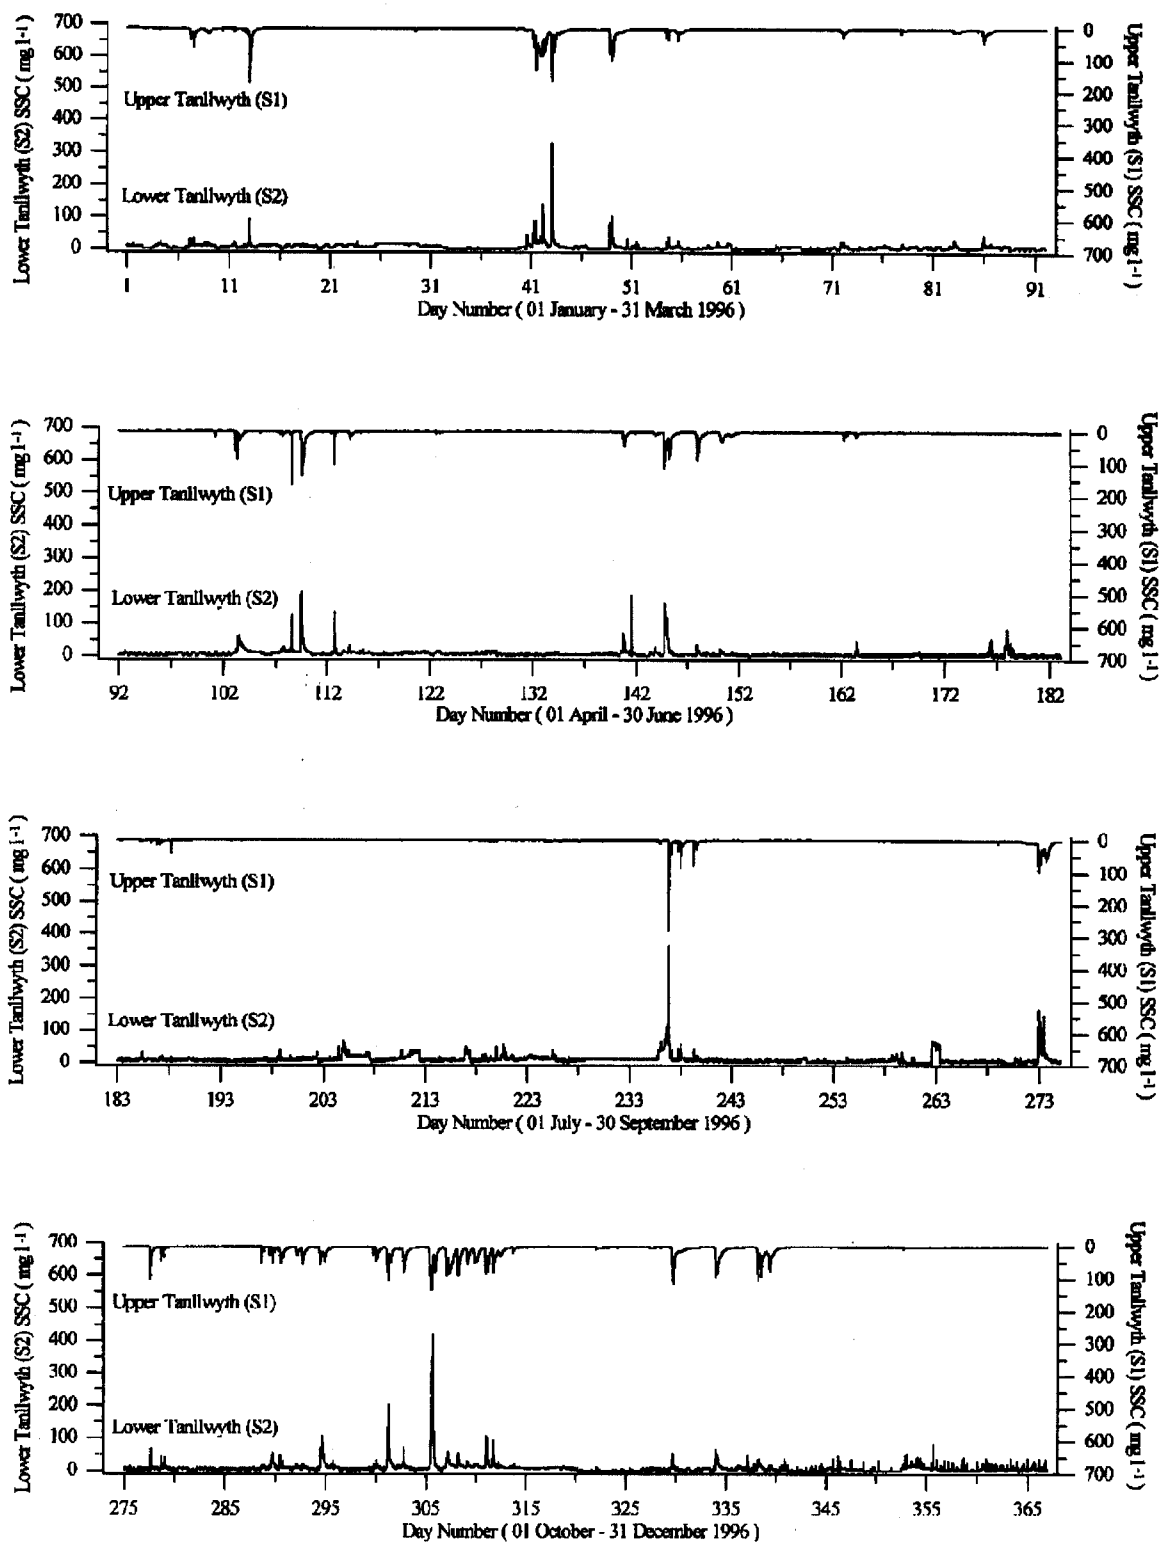 Lower Tanllwyth (S2) SSC ( mg l-1)
700
600
500
400
300
200
100
0
Upper Tanllwyth (S1)
Lower Tanllwyth (S2)
0
100
200
300
400
500
600
700
Upper Tanllwyth (S1) SSC ( mg l-1)
1 11 21 31 41 51 61 71 81 91
Day Number ( 01 January - 31 March 1996 )
Lower Tanllwyth (S2) SSC ( mg l-1)
700
600
500
400
300
200
100
0
Upper Tanllwyth (S1)
Lower Tanllwyth (S2)
0
100
200
300
400
500
600
700
Upper Tanllwyth (S1) SSC ( mg l-1)
92 102 112 122 132 142 152 162 172 182
Day Number ( 01 April - 30 June 1996 )
Lower Tanllwyth (S2) SSC ( mg l-1)
700
600
500
400
300
200
100
0
Upper Tanllwyth (S1)
Lower Tanllwyth (S2)
0
100
200
300
400
500
600
700
Upper Tanllwyth (S1) SSC ( mg l-1)
183 193 203 213 223 233 243 253 263 273
Day Number ( 01 July - 30 September 1996 )
Lower Tanllwyth (S2) SSC ( mg l-1)
700
600
500
400
300
200
100
0
Upper Tanllwyth (S1)
Lower Tanllwyth (S2)
0
100
200
300
400
500
600
700
Upper Tanllwyth (S1) SSC ( mg l-1)
275 285 295 305 315 325 335 345 355 365
Day Number ( 01 October - 31 December 1996 )